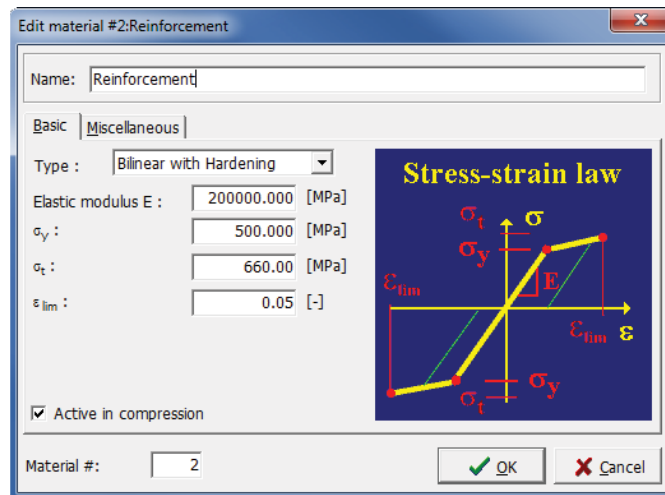 Edit material #2:Reinforcement
Name: Reinforcement
Basic Miscellaneous
Type : Bilinear with Hardening
Elastic modulus E : 200000.000 [MPa]
σy : 500.000 [MPa]
σt : 660.00 [MPa]
ε lim : 0.05 [-]
Stress-strain law
σt σ
σy
εlim E
εlim ε
σy
σt
Active in compression
Material #: 2 OK Cancel